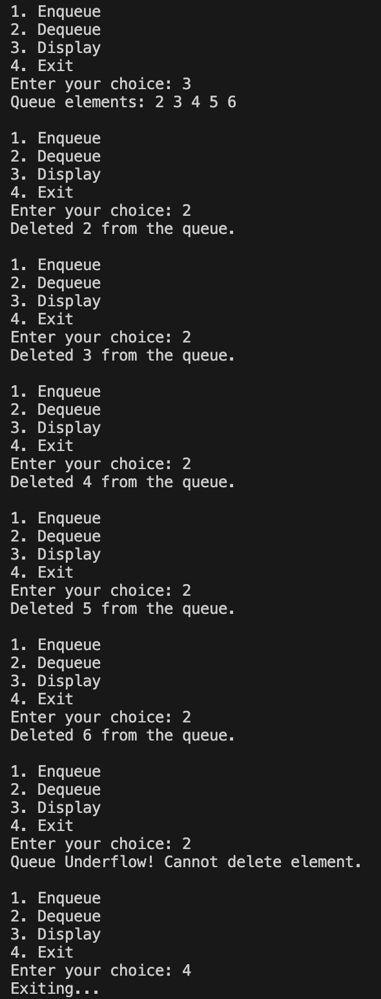 1. Enqueue
2. Dequeue
3. Display
4. Exit
Enter your choice: 3
Queue elements: 2 3 4 5 6
1. Enqueue
2. Dequeue
3. Display
4. Exit
Enter your choice: 2
Deleted 2 from the queue.
1. Enqueue
2. Dequeue
3. Display
4. Exit
Enter your choice: 2
Deleted 3 from the queue.
1. Enqueue
2. Dequeue
3. Display
4. Exit
Enter your choice: 2
Deleted 4 from the queue.
1. Enqueue
2. Dequeue
3. Display
4. Exit
Enter your choice: 2
Deleted 5 from the queue.
1. Enqueue
2. Dequeue
3. Display
4. Exit
Enter your choice: 2
Deleted 6 from the queue.
1. Enqueue
2. Dequeue
3. Display
4. Exit
Enter your choice: 2
Queue Underflow! Cannot delete element.
1. Enqueue
2. Dequeue
3. Display
4. Exit
Enter your choice: 4
Exiting...